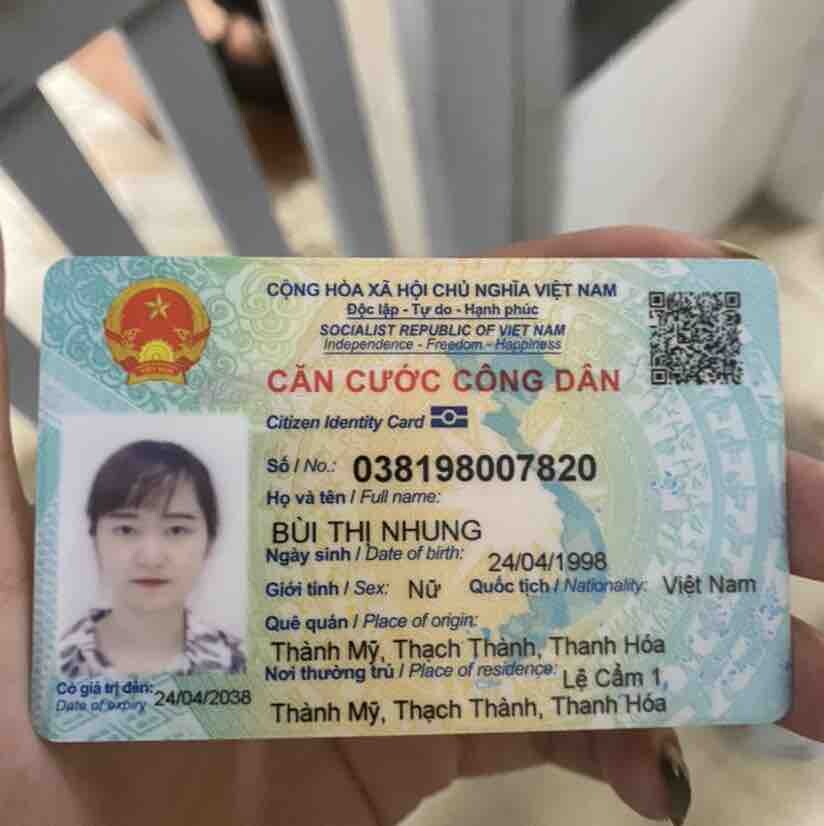 CỘNG HÒA XÃ HỘI CHỦ NGHĨA VIỆT NAM
Độc lập - Tự do - Hạnh phúc
SOCIALIST REPUBLIC OF VIET NAM
Independence - Freedom - Happiness
CĂN CƯỚC CÔNG DÂN
Citizen Identity Card
Số / No.: 038198007820
Họ và tên / Full name:
BÙI THỊ NHUNG
Ngày sinh / Date of birth: 24/04/1998
Giới tính / Sex: Nữ Quốc tịch / Nationality: Việt Nam
Quê quán / Place of origin:
Thành Mỹ, Thạch Thành, Thanh Hóa
Nơi thường trú / Place of residence: Lệ Cẩm 1,
Thành Mỹ, Thạch Thành, Thanh Hóa
Có giá trị đến: 24/04/2038
Date of expiry
VIỆT NAM